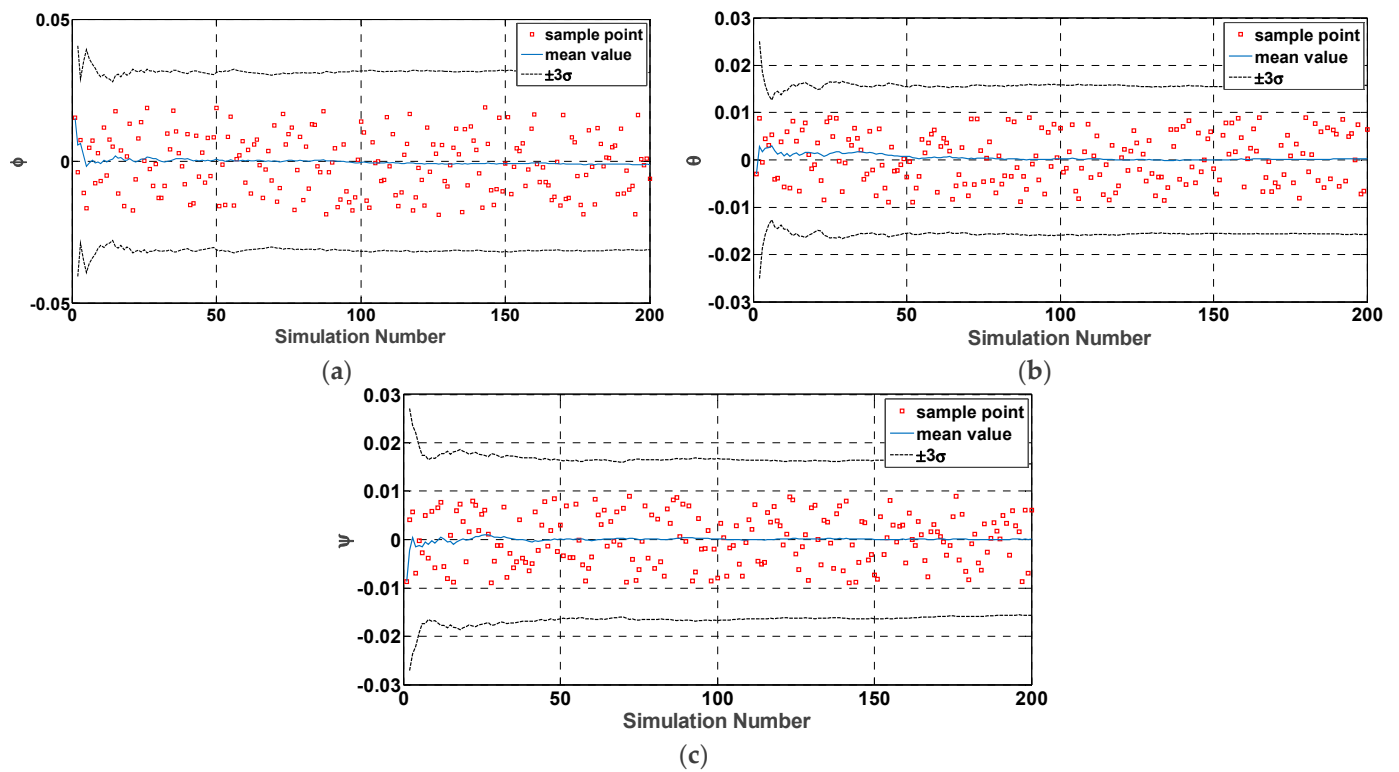 0.05
sample point
mean value
±3σ
ϕ
0
-0.05
0
50
100
150
200
Simulation Number
(a)
0.03
sample point
mean value
±3σ
0.02
0.01
θ
0
-0.01
-0.02
-0.03
0
50
100
150
200
Simulation Number
(b)
0.03
sample point
mean value
±3σ
0.02
0.01
ψ
0
-0.01
-0.02
-0.03
0
50
100
150
200
Simulation Number
(c)